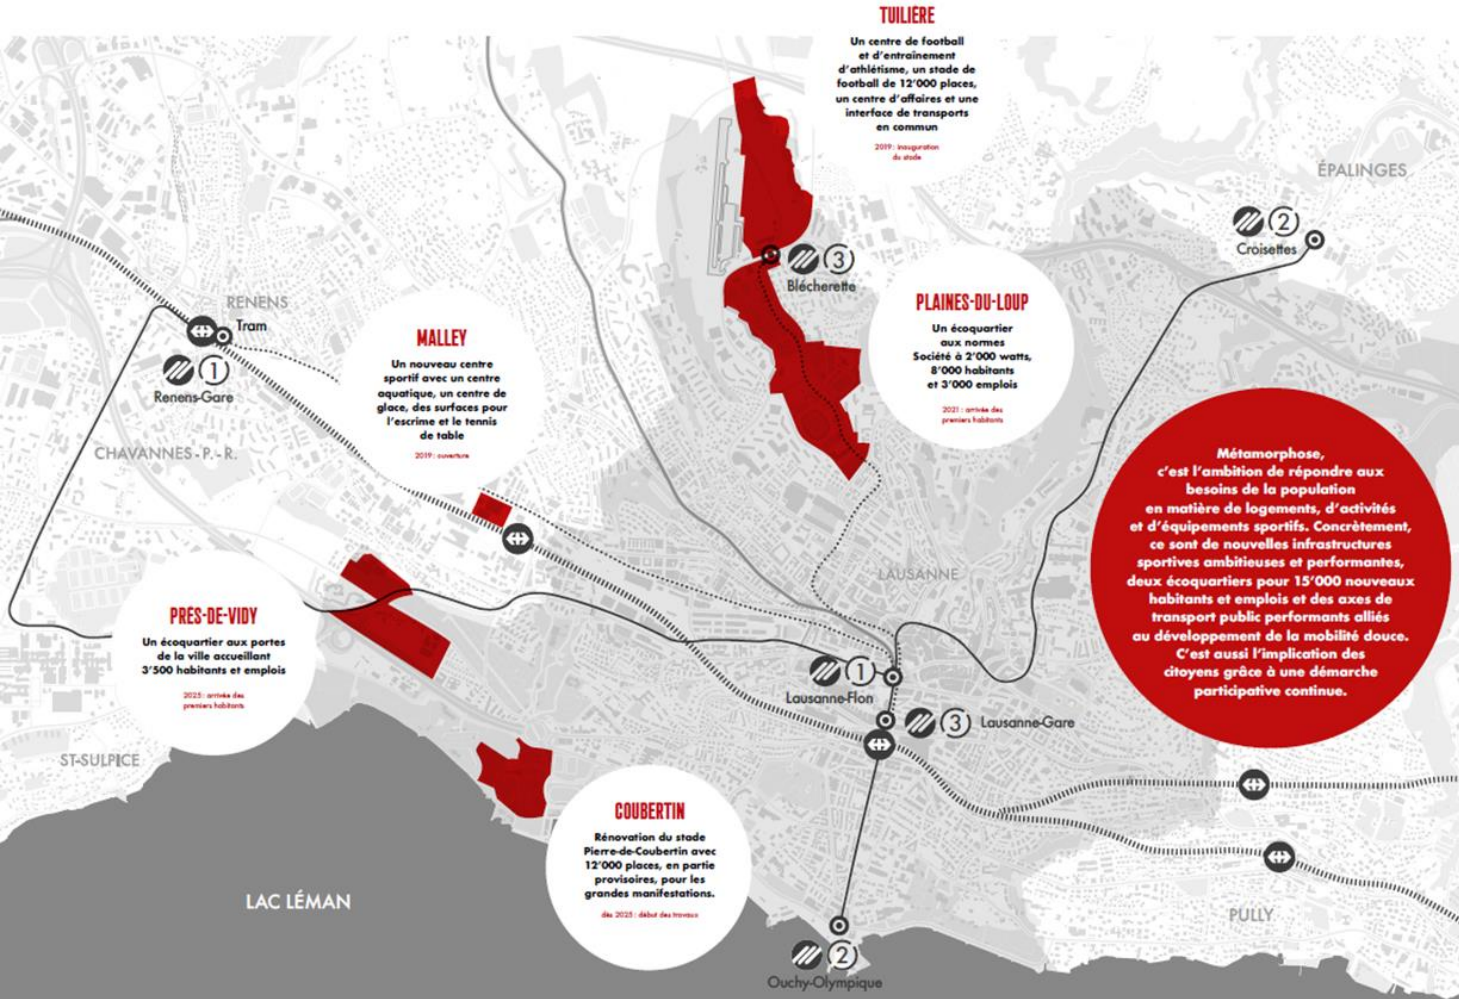 TUILIÈRE
Un centre de football
et d'entraînement
d'athlétisme, un stade de
football de 12'000 places,
un centre d'affaires et une
interface de transports
en commun
2019 : inauguration
du stade
ÉPALINGES
2
Croisettes
3
Blécherette
PLAINES-DU-LOUP
Un écoquartier
aux normes
Société à 2'000 watts,
8'000 habitants
et 3'000 emplois
2021 : arrivée des
premiers habitants
RENENS
Tram
1
Renens-Gare
MALLEY
Un nouveau centre
sportif avec un centre
aquatique, un centre de
glace, des surfaces pour
l'escrime et le tennis
de table
2019 : ouverture
CHAVANNES-P.-R.
Métamorphose,
c'est l'ambition de répondre aux
besoins de la population
en matière de logements, d'activités
et d'équipements sportifs. Concrètement,
ce sont de nouvelles infrastructures
sportives ambitieuses et performantes,
deux écoquartiers pour 15'000 nouveaux
habitants et emplois et des axes de
transport public performants alliés
au développement de la mobilité douce.
C'est aussi l'implication des
citoyens grâce à une démarche
participative continue.
LAUSANNE
PRÉS-DE-VIDY
Un écoquartier aux portes
de la ville accueillant
3'500 habitants et emplois
2025 : arrivée des
premiers habitants
1
Lausanne-Flon
3
Lausanne-Gare
ST-SULPICE
COUBERTIN
Rénovation du stade
Pierre-de-Coubertin avec
12'000 places, en partie
provisoires, pour les
grandes manifestations.
dès 2025 : début des travaux
LAC LÉMAN
PULLY
2
Ouchy-Olympique